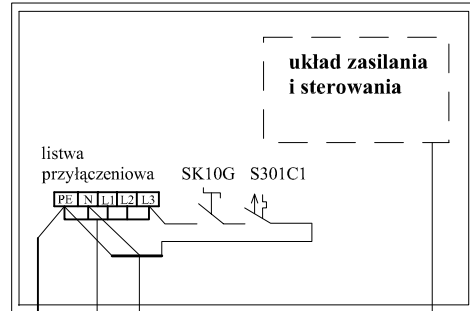 układ zasilania
i sterowania
listwa
przyłączeniowa
SK10G S301C1
PE N L1 L2 L3